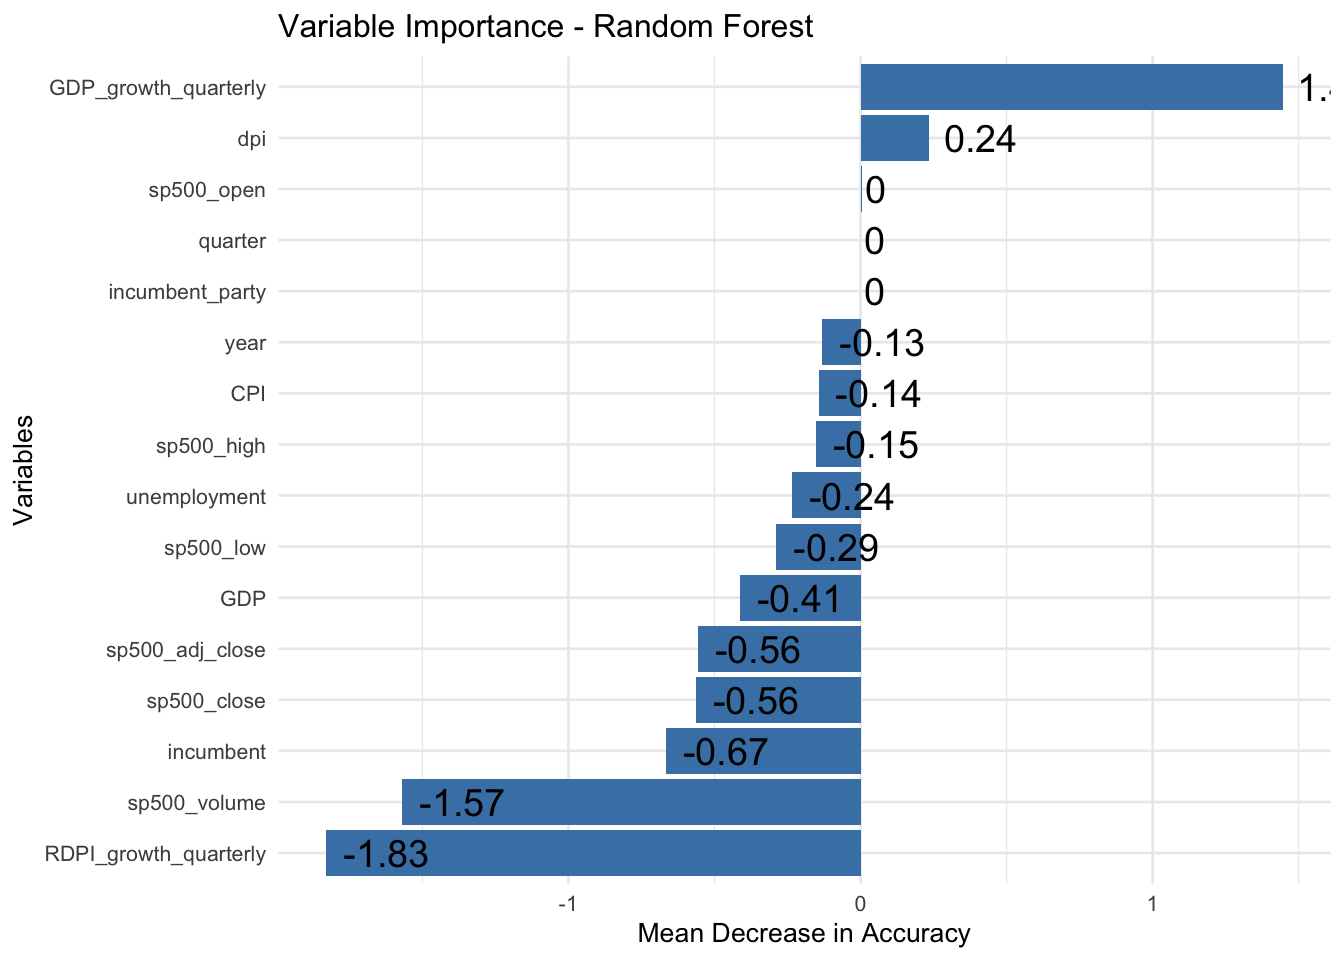 Variable Importance - Random Forest
GDP_growth_quarterly
dpi 0.24
sp500_open 0
quarter 0
incumbent_party 0
year -0.13
CPI -0.14
sp500_high -0.15
unemployment -0.24
sp500_low -0.29
GDP -0.41
sp500_adj_close -0.56
sp500_close -0.56
incumbent -0.67
sp500_volume -1.57
RDPI_growth_quarterly -1.83
Variables
-1 0 1
Mean Decrease in Accuracy